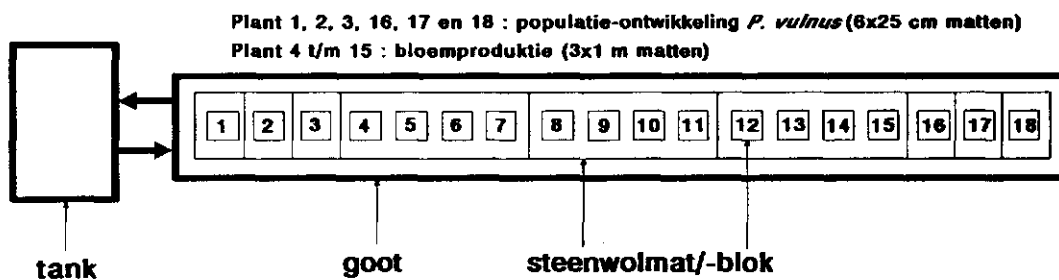 Plant 1, 2, 3, 16, 17 en 18 : populatie-ontwikkeling P. vulnus (6x25 cm matten)
Plant 4 t/m 15 : bloemproduktie (3x1 m matten)
1 2 3 4 5 6 7 8 9 10 11 12 13 14 15 16 17 18
tank goot steenwolmat/-blok